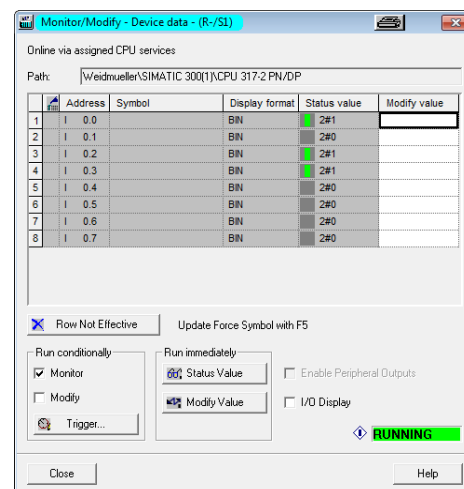 Monitor/Modify - Device data - (R-/S1)
Online via assigned CPU services
Path: Weidmueller\SIMATIC 300(1)\CPU 317-2 PN/DP
Address Symbol Display format Status value Modify value
1 I 0.0 BIN 2#1
2 I 0.1 BIN 2#0
3 I 0.2 BIN 2#1
4 I 0.3 BIN 2#1
5 I 0.4 BIN 2#0
6 I 0.5 BIN 2#0
7 I 0.6 BIN 2#0
8 I 0.7 BIN 2#0
Row Not Effective Update Force Symbol with F5
Run conditionally Run immediately
Monitor Status Value Enable Peripheral Outputs
Modify Modify Value I/O Display
Trigger...
RUNNING
Close Help